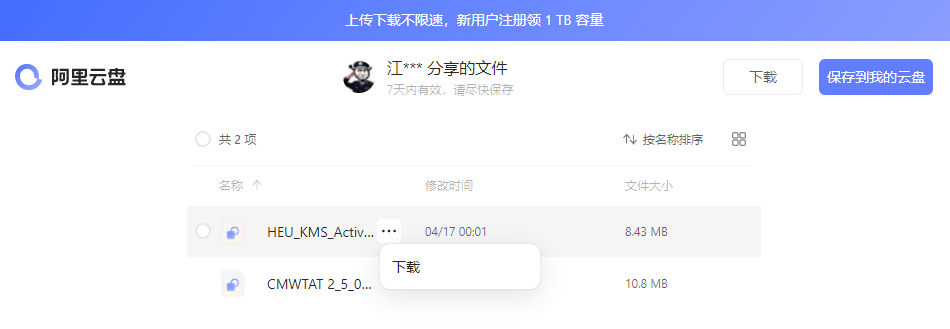 上传下载不限速，新用户注册领 1 TB 容量
阿里云盘
江*** 分享的文件
7天内有效，请尽快保存
下载
保存到我的云盘
共 2 项
按名称排序
名称
修改时间
文件大小
HEU_KMS_Activ...
04/17 00:01
8.43 MB
下载
CMWTAT 2_5_0...
10.8 MB